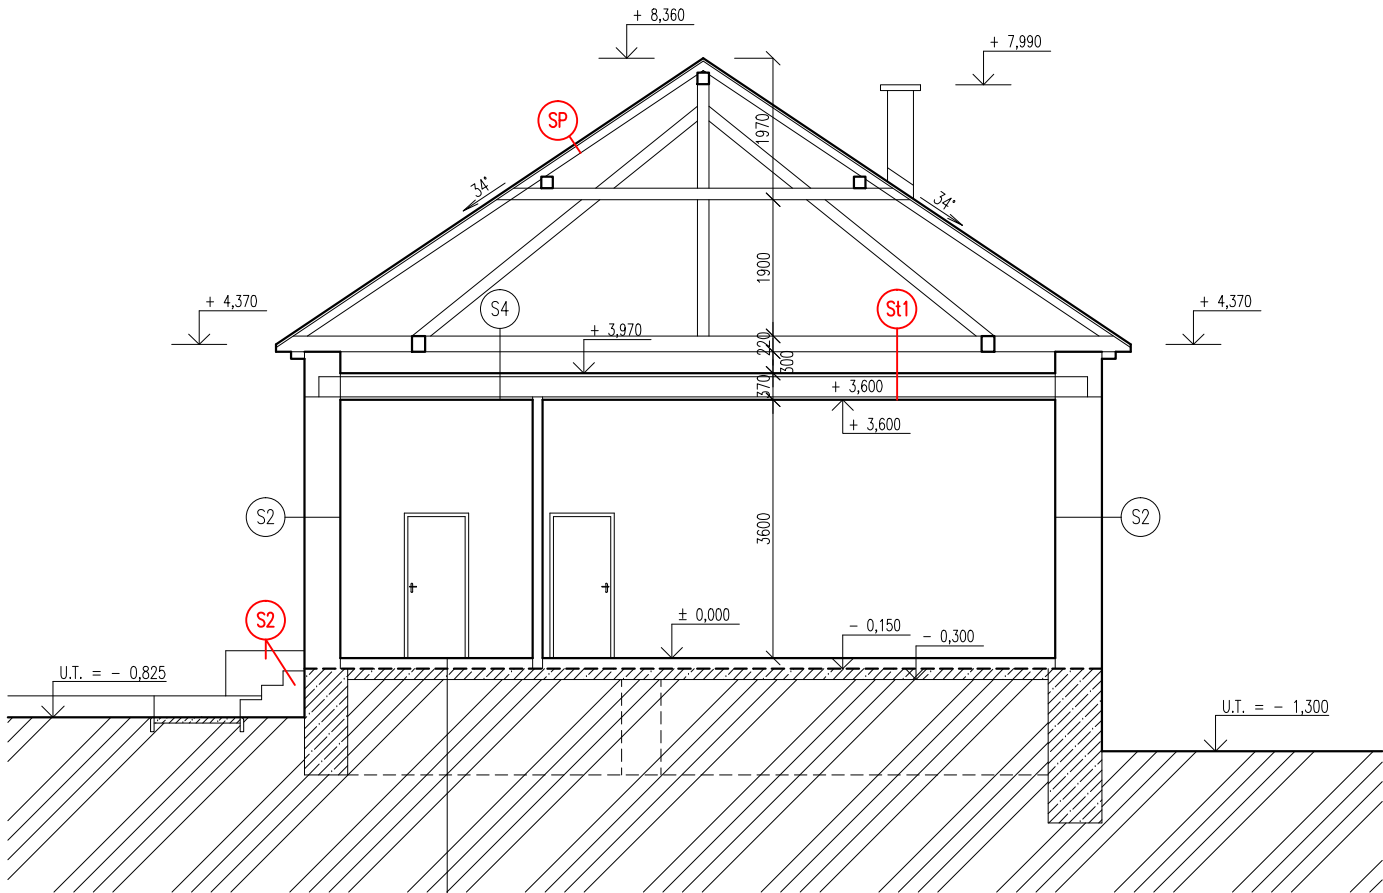 + 8,360
+ 7,990
SP
1970
34°
34°
1900
+ 4,370
S4
St1
+ 4,370
+ 3,970
220
300
370
+ 3,600
+ 3,600
S2
3600
S2
S2
± 0,000
- 0,150
- 0,300
U.T. = - 0,825
U.T. = - 1,300